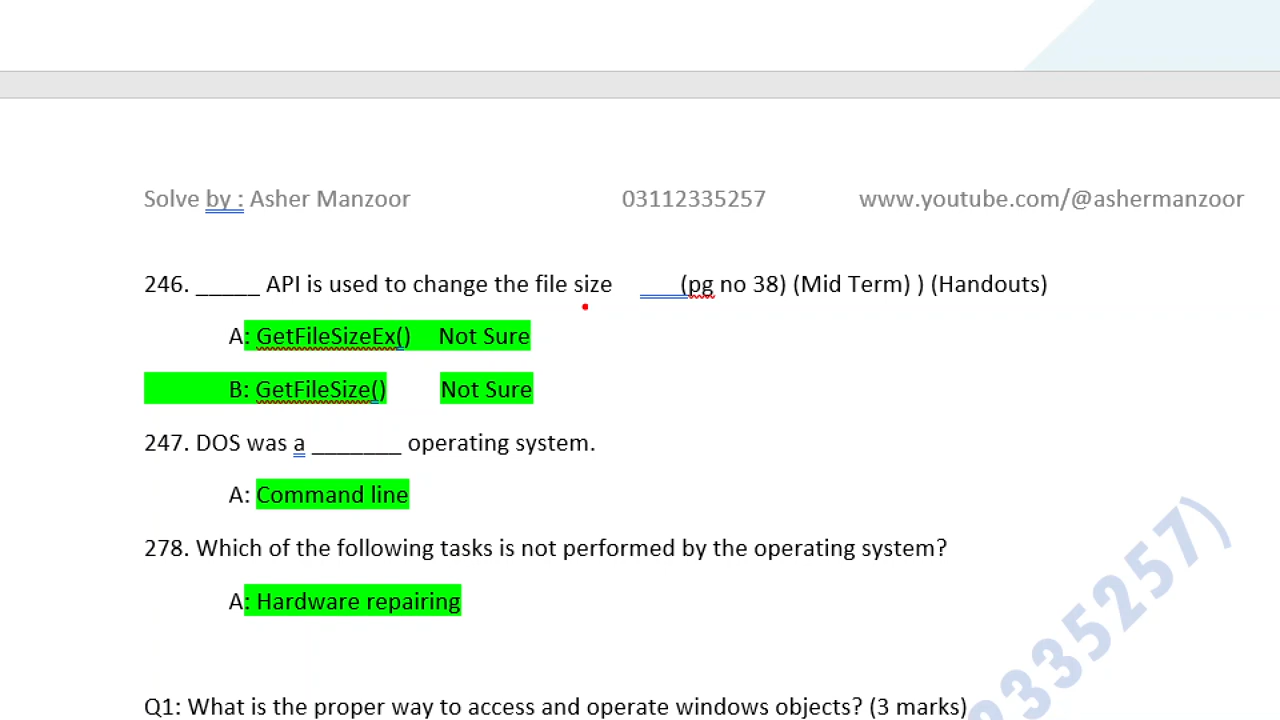 Solve by : Asher Manzoor 03112335257 www.youtube.com/@ashermanzoor
246. _____ API is used to change the file size ____(pg no 38) (Mid Term) ) (Handouts)
A: GetFileSizeEx() Not Sure
B: GetFileSize() Not Sure
247. DOS was a _______ operating system.
A: Command line
278. Which of the following tasks is not performed by the operating system?
A: Hardware repairing
Q1: What is the proper way to access and operate windows objects? (3 marks)
2335257)